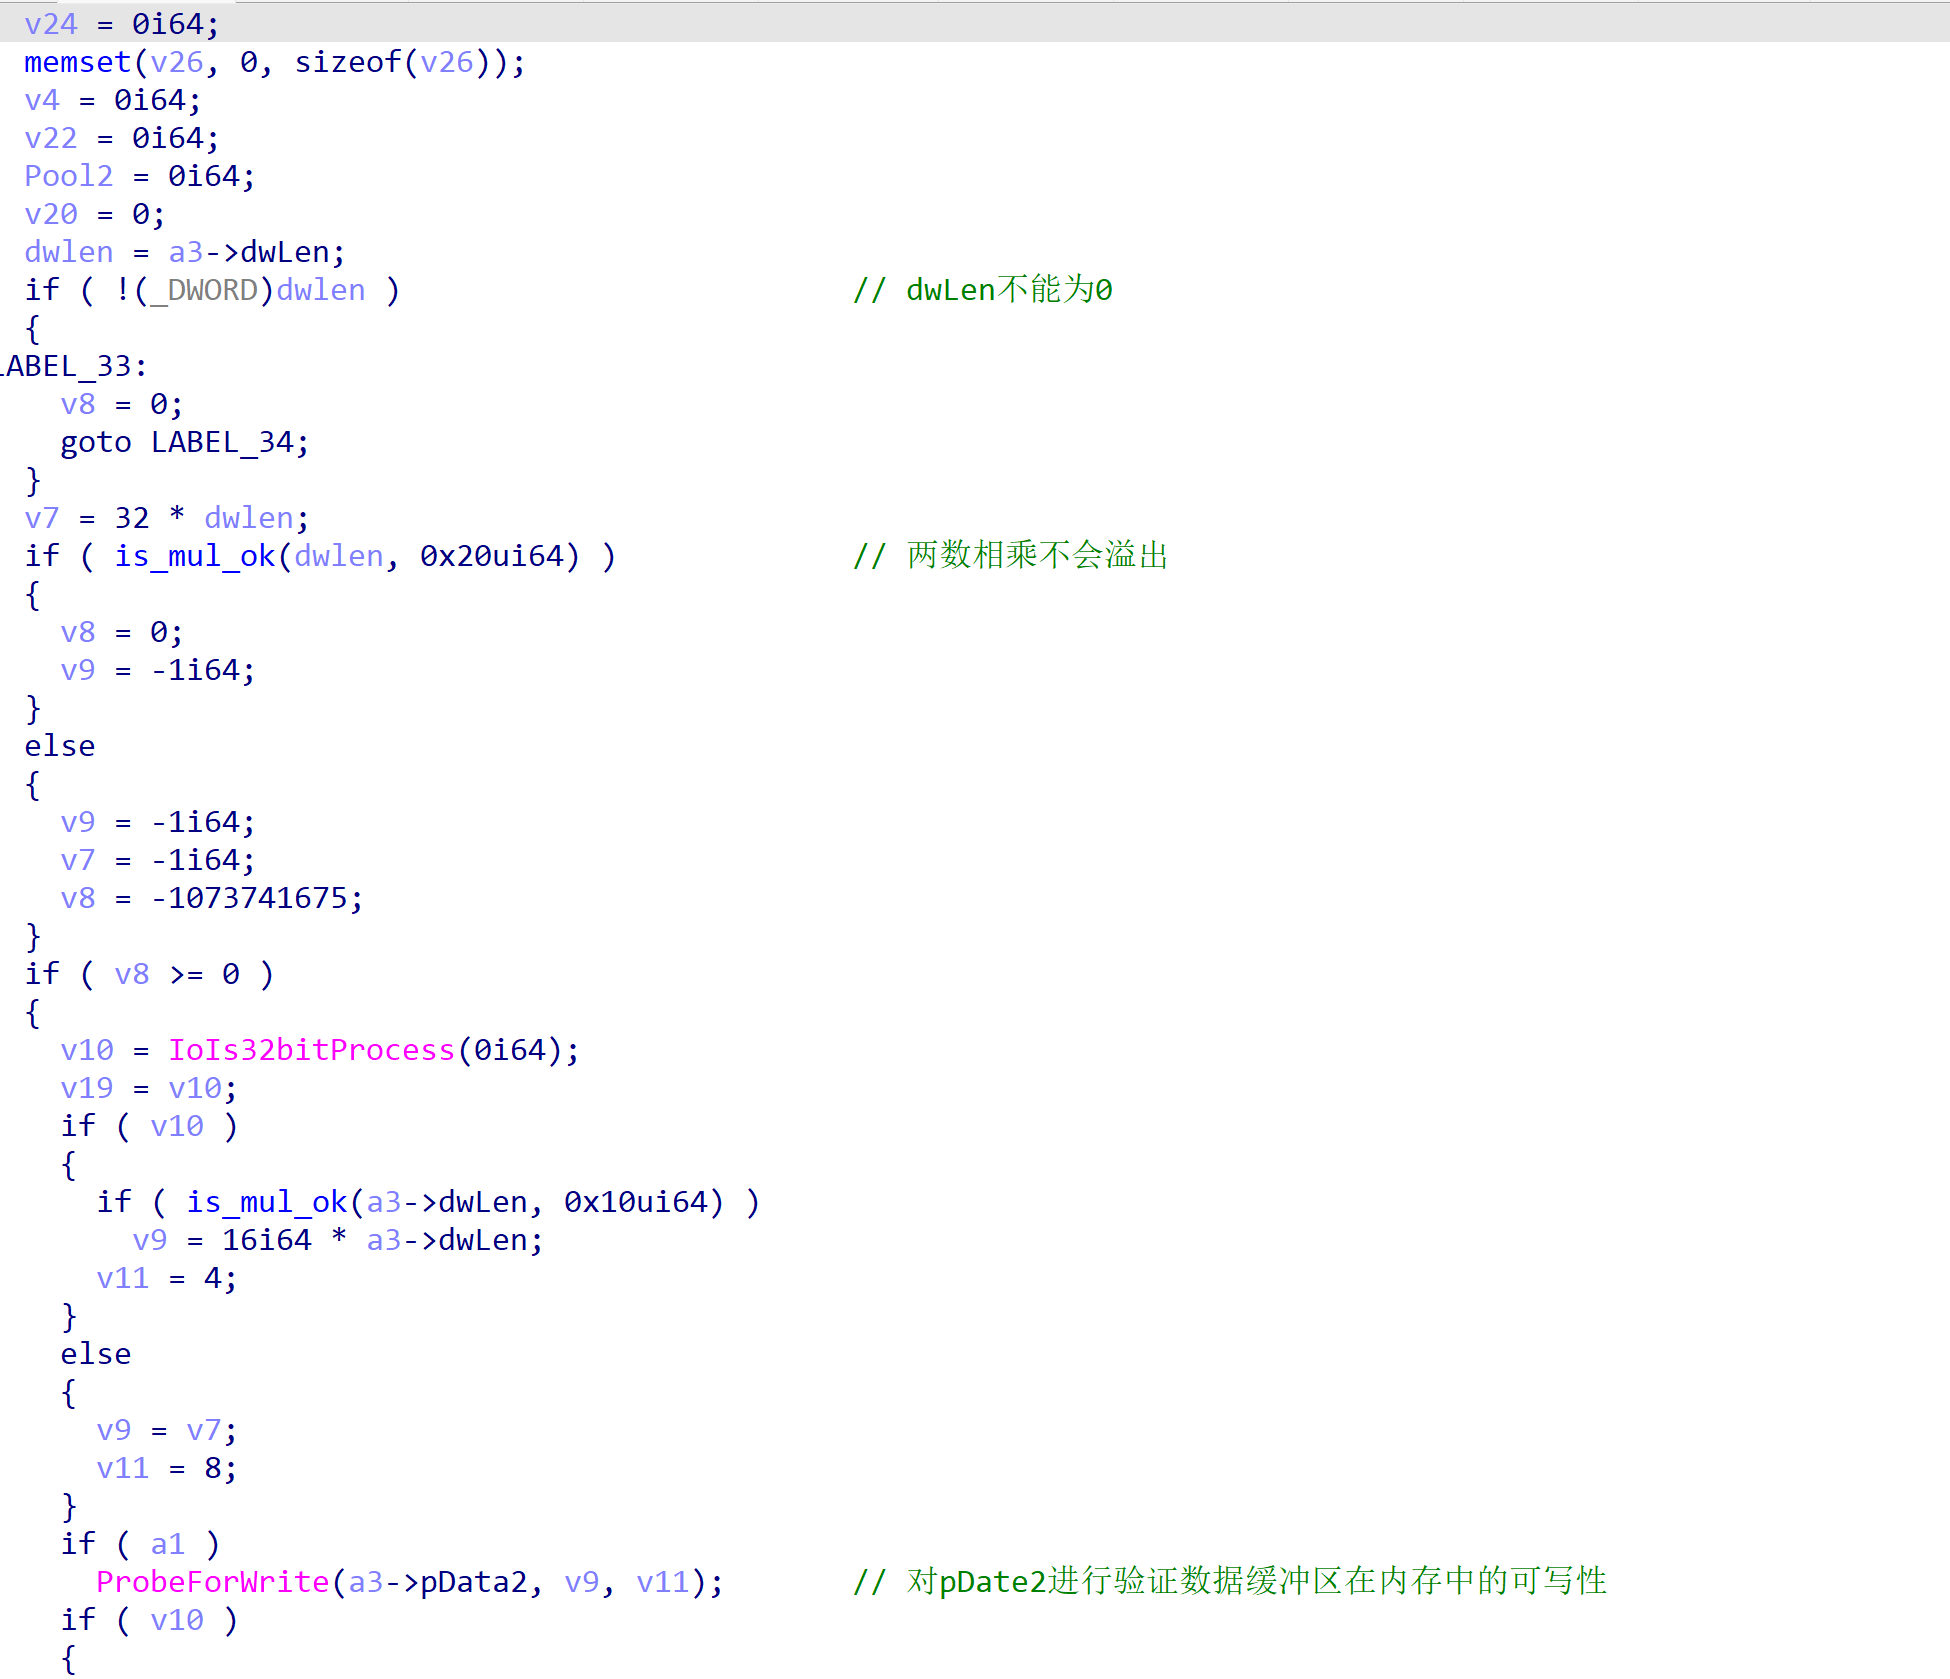 v24 = 0i64;
memset(v26, 0, sizeof(v26));
v4 = 0i64;
v22 = 0i64;
Pool2 = 0i64;
v20 = 0;
dwlen = a3->dwLen;
if ( !(_DWORD)dwlen ) // dwLen不能为0
{
LABEL_33:
v8 = 0;
goto LABEL_34;
}
v7 = 32 * dwlen;
if ( is_mul_ok(dwlen, 0x20ui64) ) // 两数相乘不会溢出
{
v8 = 0;
v9 = -1i64;
}
else
{
v9 = -1i64;
v7 = -1i64;
v8 = -1073741675;
}
if ( v8 >= 0 )
{
v10 = IoIs32bitProcess(0i64);
v19 = v10;
if ( v10 )
{
if ( is_mul_ok(a3->dwLen, 0x10ui64) )
v9 = 16i64 * a3->dwLen;
v11 = 4;
}
else
{
v9 = v7;
v11 = 8;
}
if ( a1 )
ProbeForWrite(a3->pData2, v9, v11); // 对pDate2进行验证数据缓冲区在内存中的可写性
if ( v10 )
{